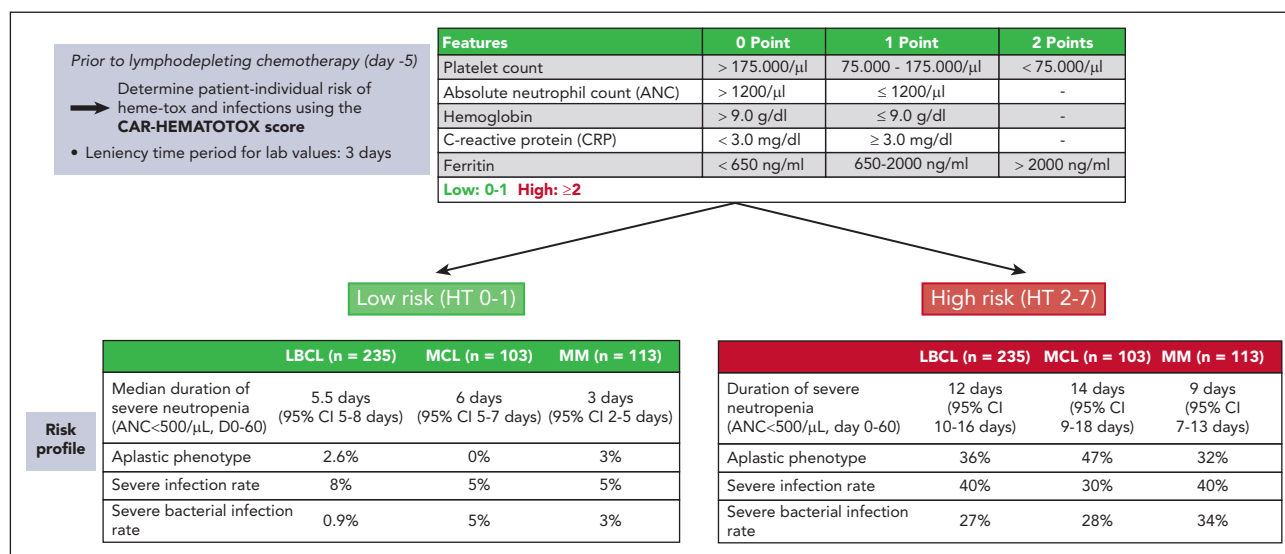 Prior to lymphodepleting chemotherapy (day -5)
Determine patient-individual risk of
heme-tox and infections using the
CAR-HEMATOTOX score
• Leniency time period for lab values: 3 days
Features 0 Point 1 Point 2 Points
Platelet count > 175.000/µl 75.000 - 175.000/µl < 75.000/µl
Absolute neutrophil count (ANC) > 1200/µl ≤ 1200/µl -
Hemoglobin > 9.0 g/dl ≤ 9.0 g/dl -
C-reactive protein (CRP) < 3.0 mg/dl ≥ 3.0 mg/dl -
Ferritin < 650 ng/ml 650-2000 ng/ml > 2000 ng/ml
Low: 0-1 High: ≥2
Low risk (HT 0-1)
High risk (HT 2-7)
Risk
profile
LBCL (n = 235) MCL (n = 103) MM (n = 113)
Median duration of
severe neutropenia
(ANC<500/µL, D0-60)
5.5 days 6 days 3 days
(95% CI 5-8 days) (95% CI 5-7 days) (95% CI 2-5 days)
Aplastic phenotype 2.6% 0% 3%
Severe infection rate 8% 5% 5%
Severe bacterial infection
rate
0.9% 5% 3%
LBCL (n = 235) MCL (n = 103) MM (n = 113)
Duration of severe
neutropenia
(ANC<500/µL, day 0-60)
12 days 14 days 9 days
(95% CI (95% CI (95% CI
10-16 days) 9-18 days) 7-13 days)
Aplastic phenotype 36% 47% 32%
Severe infection rate 40% 30% 40%
Severe bacterial infection
rate
27% 28% 34%